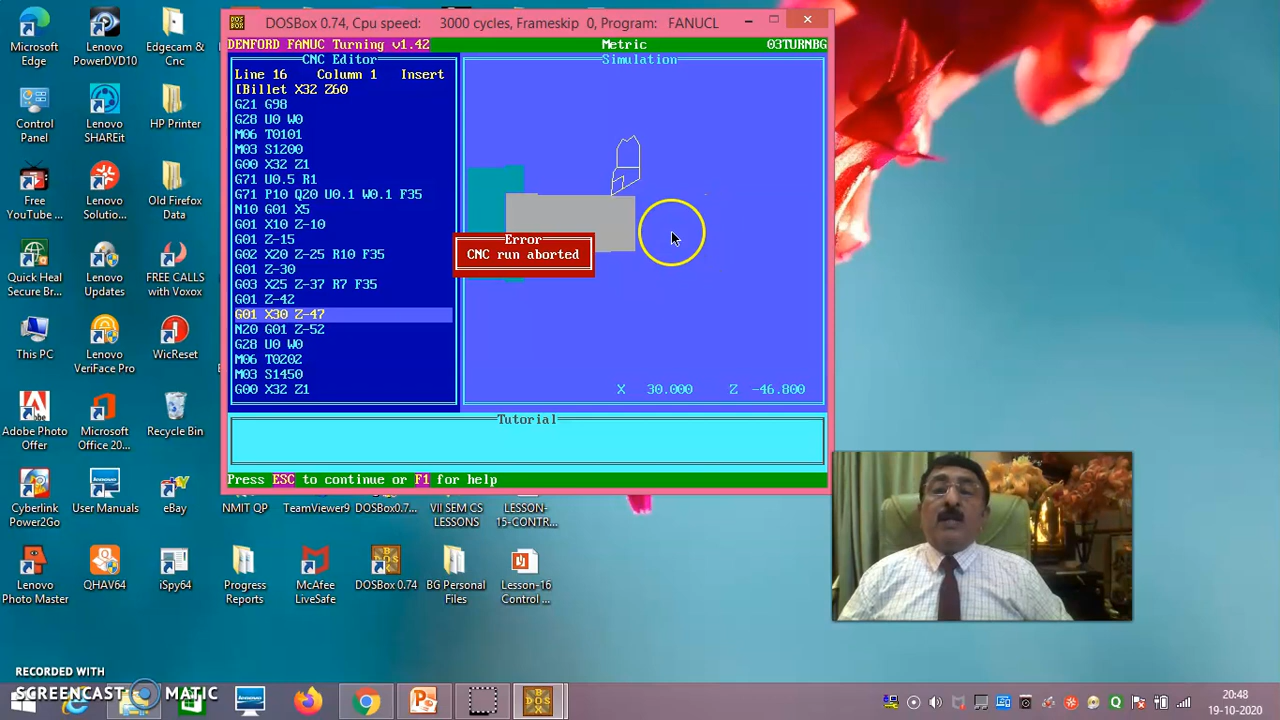 Microsoft Edge
Lenovo PowerDVD10
Edgecam & Cnc
Control Panel
Lenovo SHAREit
HP Printer
Free YouTube ...
Lenovo Solutio...
Old Firefox Data
Quick Heal Secure Br...
Lenovo Updates
FREE CALLS with Voxox
This PC
Lenovo VeriFace Pro
WicReset
Adobe Photo Offer
Microsoft Office 20...
Recycle Bin
Cyberlink Power2Go
User Manuals
eBay
NMIT QP
TeamViewer9
DOSBox0.7...
VII SEM CS LESSONS
LESSON-15-CONTR...
Lenovo Photo Master
QHAV64
iSpy64
Progress Reports
McAfee LiveSafe
DOSBox 0.74
BG Personal Files
Lesson-16 Control ...
DOSBox 0.74, Cpu speed: 3000 cycles, Frameskip 0, Program: FANUCL
DENFORD FANUC Turning v1.42 Metric 03TURNBG
CNC Editor
Simulation
Line 16 Column 1 Insert
[Billet X32 Z60
G21 G98
G28 U0 W0
M06 T0101
M03 S1200
G00 X32 Z1
G71 U0.5 R1
G71 P10 Q20 U0.1 W0.1 F35
N10 G01 X5
G01 X10 Z-10
G01 Z-15
G02 X20 Z-25 R10 F35
G01 Z-30
G03 X25 Z-37 R7 F35
G01 Z-42
G01 X30 Z-47
N20 G01 Z-52
G28 U0 W0
M06 T0202
M03 S1450
G00 X32 Z1
Error
CNC run aborted
X 30.000 Z -46.800
Tutorial
Press ESC to continue or F1 for help
RECORDED WITH
SCREENCAST MATIC
20:48
19-10-2020